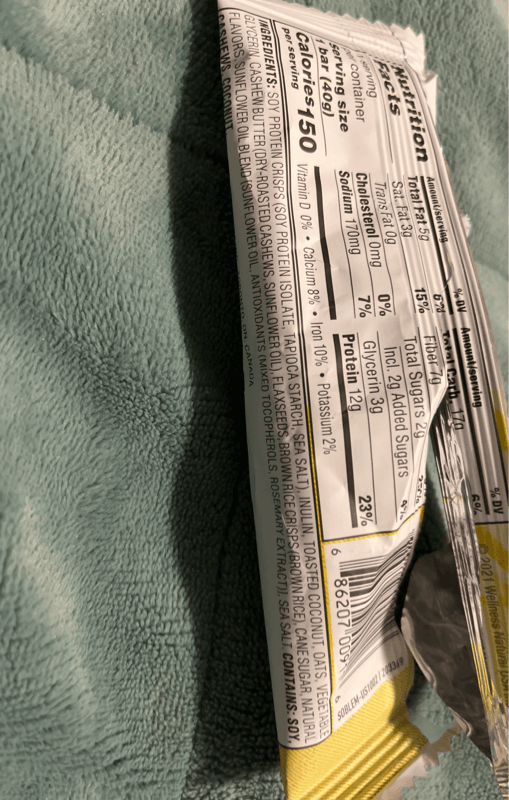 Nutrition
Facts
1 serving
per container
Serving size
1 bar (40g)
Calories 150
per serving
Amount/serving % DV
Total Fat 5g 6%
Sat. Fat 3g 15%
Trans Fat 0g
Cholesterol 0mg 0%
Sodium 170mg 7%
Amount/serving % DV
Total Carb. 17g 6%
Fiber 7g
Total Sugars 2g
Incl. 2g Added Sugars
Glycerin 3g
Protein 12g 23%
Vitamin D 0% • Calcium 8% • Iron 10% • Potassium 2%
INGREDIENTS: SOY PROTEIN CRISPS (SOY PROTEIN ISOLATE, TAPIOCA STARCH, SEA SALT), INULIN, TOASTED COCONUT, OATS, VEGETABLE
GLYCERIN, CASHEW BUTTER (DRY-ROASTED CASHEWS, SUNFLOWER OIL), FLAXSEEDS, BROWN RICE CRISPS (BROWN RICE), CANE SUGAR, NATURAL
FLAVORS, SUNFLOWER OIL BLEND (SUNFLOWER OIL, ANTIOXIDANTS (MIXED TOCOPHEROLS, ROSEMARY EXTRACT)), SEA SALT. CONTAINS: SOY,
CASHEWS, COCONUT
CANADA
6 86207 009
© 2021 Wellness Natural